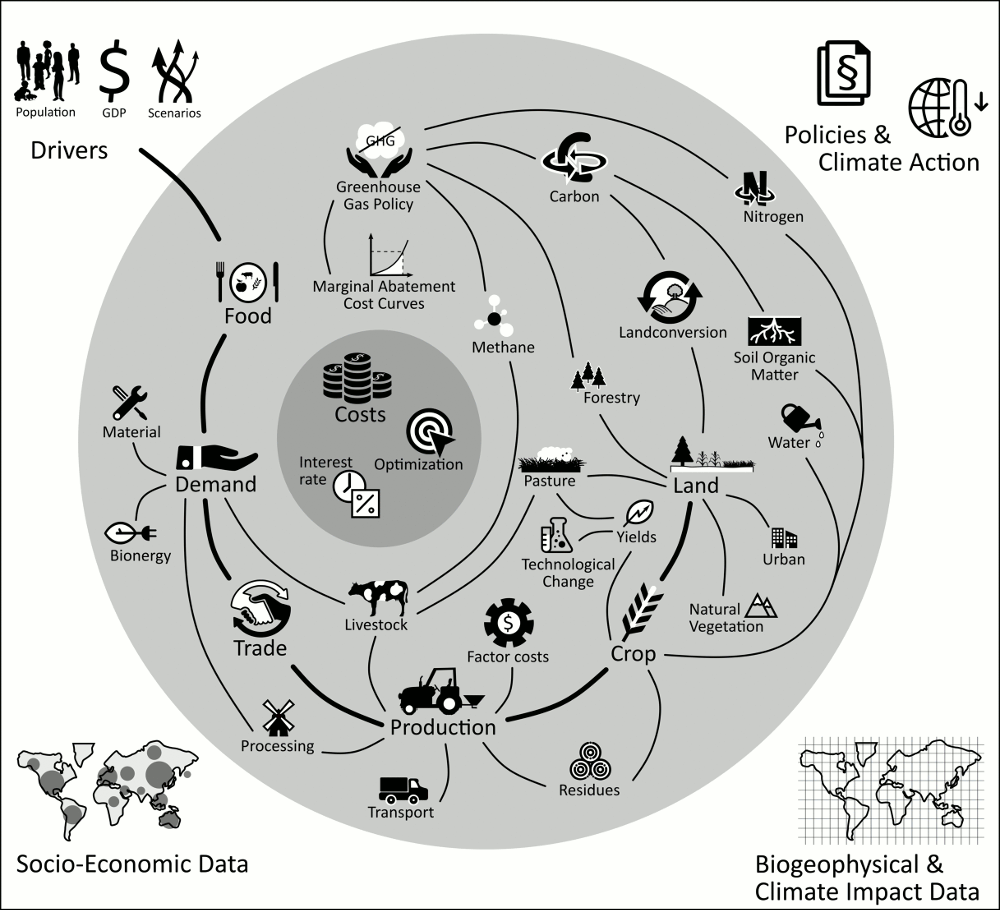 Population
GDP
Scenarios
Drivers
§
Policies &
Climate Action
GHG
Greenhouse
Gas Policy
Carbon
N
Nitrogen
Marginal Abatement
Cost Curves
Food
$
Methane
Landconversion
Soil Organic
Matter
Forestry
Costs
Optimization
Interest
rate
%
Material
Demand
Bionergy
Water
Pasture
Land
Yields
Technological
Change
Urban
Natural
Vegetation
Livestock
Trade
$
Factor costs
Crop
Production
Processing
Transport
Residues
Socio-Economic Data
Biogeophysical &
Climate Impact Data